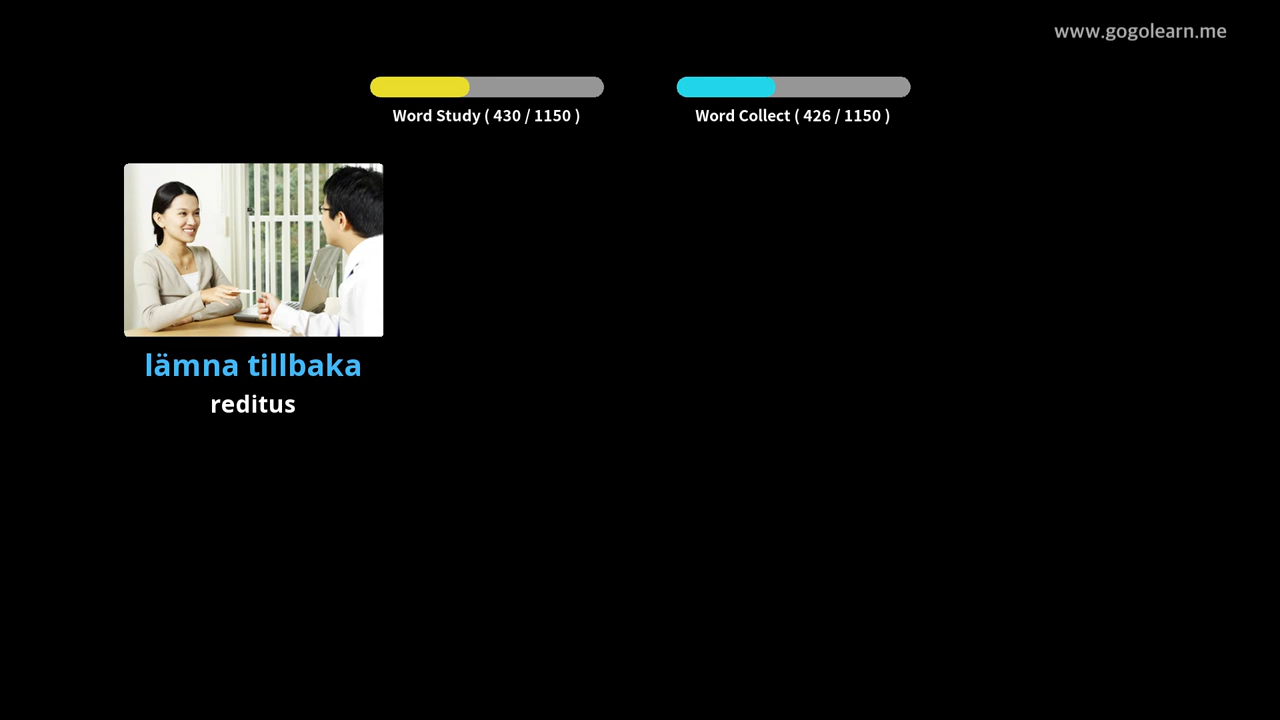 www.gogolearn.me
Word Study ( 430 / 1150 )
Word Collect ( 426 / 1150 )
lämna tillbaka
reditus